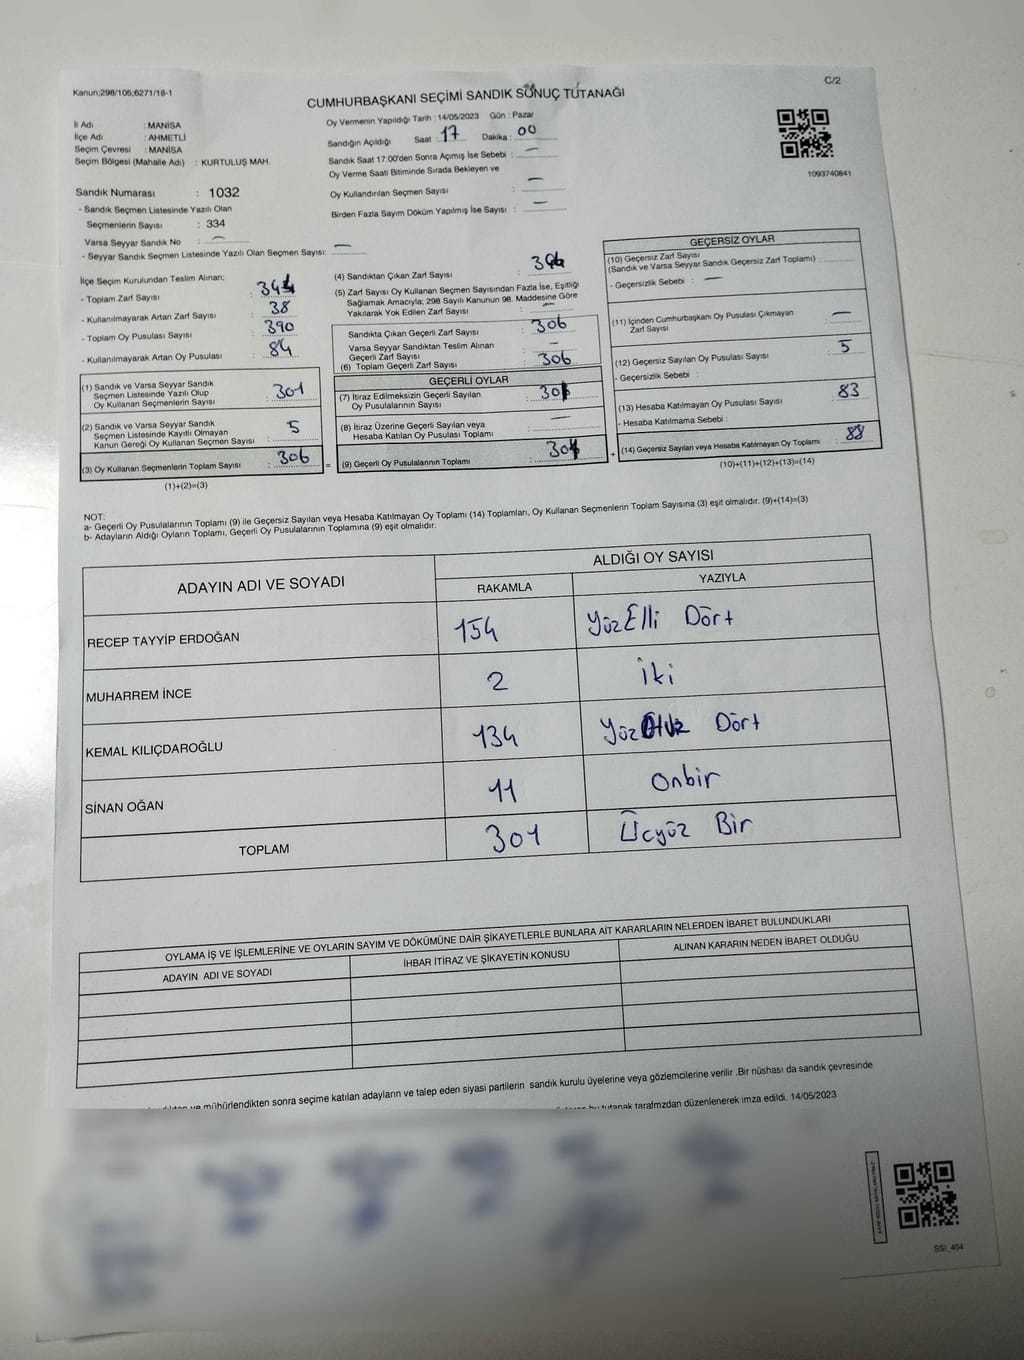 Kanun;298/105;6271/18-1
C/2
CUMHURBAŞKANI SEÇİMİ SANDIK SONUÇ TUTANAĞI
İl Adı : MANİSA
İlçe Adı : AHMETLİ
Seçim Çevresi : MANİSA
Seçim Bölgesi (Mahalle Adı) : KURTULUŞ MAH.
Oy Vermenin Yapıldığı Tarih : 14/05/2023 Gün : Pazar
Sandığın Açıldığı Saat : 17 Dakika : 00
Sandık Saat 17:00'den Sonra Açımış İse Sebebi : —
Oy Verme Saati Bitiminde Sırada Bekleyen ve
Oy Kullandırılan Seçmen Sayısı : —
Birden Fazla Sayım Döküm Yapılmış İse Sayısı : —
1093740841
Sandık Numarası : 1032
- Sandık Seçmen Listesinde Yazılı Olan
Seçmenlerin Sayısı : 334
Varsa Seyyar Sandık No : —
- Seyyar Sandık Seçmen Listesinde Yazılı Olan Seçmen Sayısı: —
İlçe Seçim Kurulundan Teslim Alınan;
- Toplam Zarf Sayısı :
- Kullanılmayarak Artan Zarf Sayısı : 38
- Toplam Oy Pusulası Sayısı : 390
- Kullanılmayarak Artan Oy Pusulası : 84
(1) Sandık ve Varsa Seyyar Sandık
Seçmen Listesinde Yazılı Olup
Oy Kullanan Seçmenlerin Sayısı : 301
(2) Sandık ve Varsa Seyyar Sandık
Seçmen Listesinde Kayıtlı Olmayan
Kanun Gereği Oy Kullanan Seçmen Sayısı : 5
(3) Oy Kullanan Seçmenlerin Toplam Sayısı : 306
(1)+(2)=(3)
(4) Sandıktan Çıkan Zarf Sayısı :
(5) Zarf Sayısı Oy Kullanan Seçmen Sayısından Fazla İse, Eşitliği
Sağlamak Amacıyla; 298 Sayılı Kanunun 98. Maddesine Göre
Yakılarak Yok Edilen Zarf Sayısı : —
Sandıkta Çıkan Geçerli Zarf Sayısı : 306
Varsa Seyyar Sandıktan Teslim Alınan
Geçerli Zarf Sayısı : —
(6) Toplam Geçerli Zarf Sayısı : 306
GEÇERLİ OYLAR
(7) İtiraz Edilmeksizin Geçerli Sayılan
Oy Pusulalarının Sayısı : 301
(8) İtiraz Üzerine Geçerli Sayılan veya
Hesaba Katılan Oy Pusulası Toplamı : —
= (9) Geçerli Oy Pusulalarının Toplamı : 301
GEÇERSİZ OYLAR
(10) Geçersiz Zarf Sayısı
(Sandık ve Varsa Seyyar Sandık Geçersiz Zarf Toplamı) :
- Geçersizlik Sebebi : —
(11) İçinden Cumhurbaşkanı Oy Pusulası Çıkmayan
Zarf Sayısı : —
(12) Geçersiz Sayılan Oy Pusulası Sayısı : 5
- Geçersizlik Sebebi :
(13) Hesaba Katılmayan Oy Pusulası Sayısı : 83
- Hesaba Katılmama Sebebi :
+ (14) Geçersiz Sayılan veya Hesaba Katılmayan Oy Toplamı : 88
(10)+(11)+(12)+(13)=(14)
NOT:
a- Geçerli Oy Pusulalarının Toplamı (9) ile Geçersiz Sayılan veya Hesaba Katılmayan Oy Toplamı (14) Toplamları, Oy Kullanan Seçmenlerin Toplam Sayısına (3) eşit olmalıdır. (9)+(14)=(3)
b- Adayların Aldığı Oyların Toplamı, Geçerli Oy Pusulalarının Toplamına (9) eşit olmalıdır.
ADAYIN ADI VE SOYADI ALDIĞI OY SAYISI
RAKAMLA YAZIYLA
RECEP TAYYİP ERDOĞAN 154 YüzElli Dört
MUHARREM İNCE 2 iki
KEMAL KILIÇDAROĞLU 134 YüzOtuz Dört
SİNAN OĞAN 11 Onbir
TOPLAM 301 Üçyüz Bir
OYLAMA İŞ VE İŞLEMLERİNE VE OYLARIN SAYIM VE DÖKÜMÜNE DAİR ŞİKAYETLERLE BUNLARA AİT KARARLARIN NELERDEN İBARET BULUNDUKLARI
ADAYIN ADI VE SOYADI İHBAR İTİRAZ VE ŞİKAYETİN KONUSU ALINAN KARARIN NEDEN İBARET OLDUĞU
ve mühürlendikten sonra seçime katılan adayların ve talep eden siyasi partilerin sandık kurulu üyelerine veya gözlemcilerine verilir .Bir nüshası da sandık çevresinde
bu tutanak tarafımzdan düzenlenerek imza edildi. 14/05/2023
SSI_404